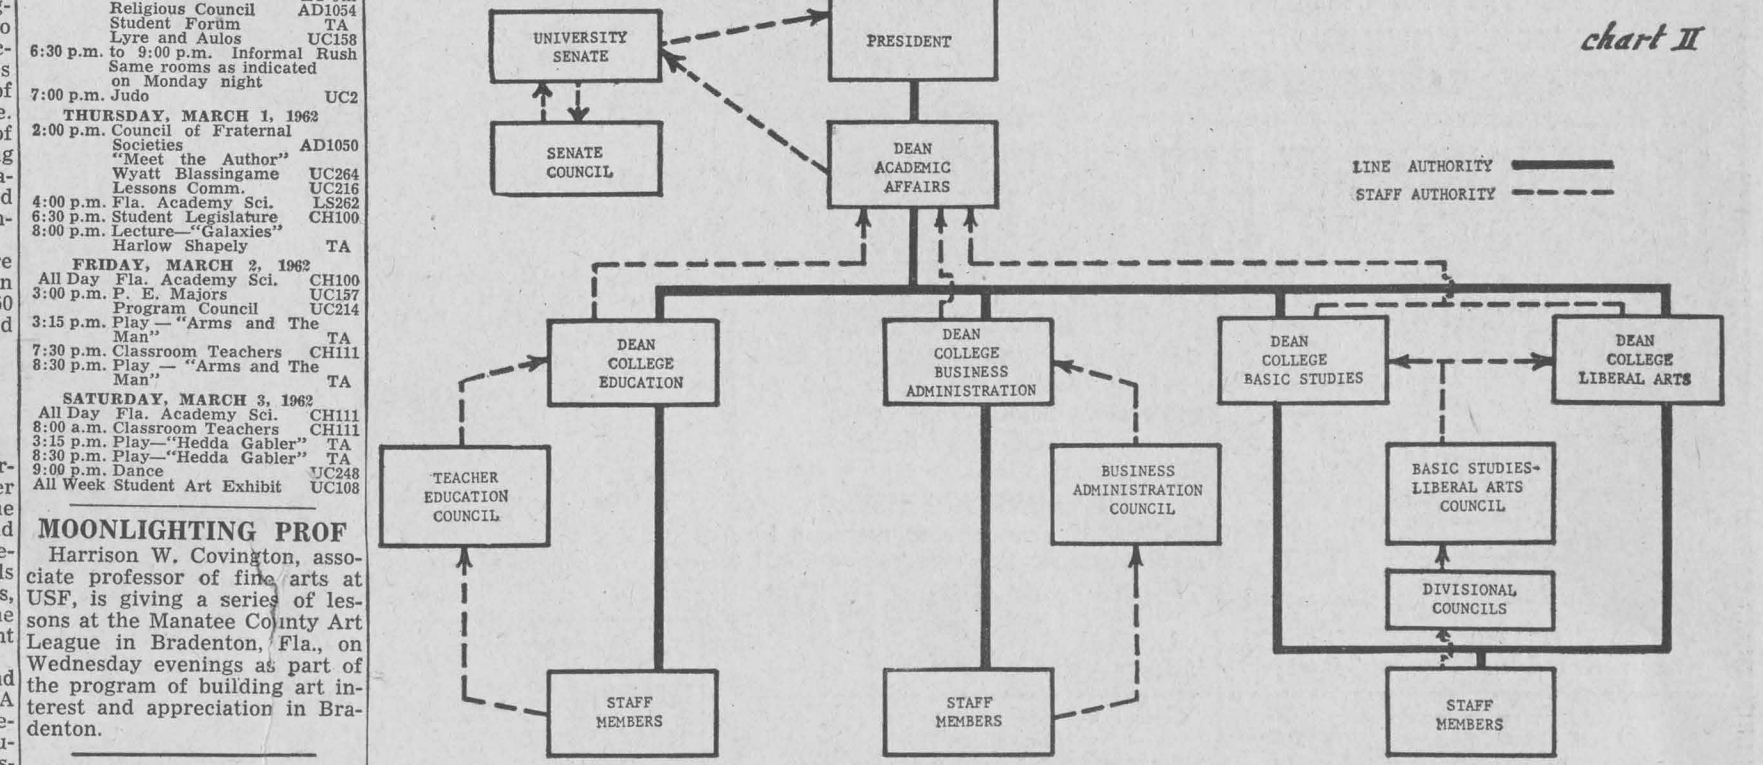 Religious Council AD1054
Student Forum TA
Lyre and Aulos UC158
6:30 p.m. to 9:00 p.m. Informal Rush
Same rooms as indicated
on Monday night
7:00 p.m. Judo UC2
THURSDAY, MARCH 1, 1962
2:00 p.m. Council of Fraternal
Societies AD1050
"Meet the Author"
Wyatt Blassingame UC264
Lessons Comm. UC216
4:00 p.m. Fla. Academy Sci. LS262
6:30 p.m. Student Legislature CH100
8:00 p.m. Lecture—"Galaxies"
Harlow Shapely TA
FRIDAY, MARCH 2, 1962
All Day Fla. Academy Sci. CH100
3:00 p.m. P. E. Majors UC157
Program Council UC214
3:15 p.m. Play — "Arms and The
Man" TA
7:30 p.m. Classroom Teachers CH111
8:30 p.m. Play — "Arms and The
Man" TA
SATURDAY, MARCH 3, 1962
All Day Fla. Academy Sci. CH111
8:00 a.m. Classroom Teachers CH111
3:15 p.m. Play—"Hedda Gabler" TA
8:30 p.m. Play—"Hedda Gabler" TA
9:00 p.m. Dance UC248
All Week Student Art Exhibit UC108
MOONLIGHTING PROF
Harrison W. Covington, asso-
ciate professor of fine arts at
USF, is giving a series of les-
sons at the Manatee County Art
League in Bradenton, Fla., on
Wednesday evenings as part of
the program of building art in-
terest and appreciation in Bra-
denton.
chart II
UNIVERSITY
SENATE
PRESIDENT
SENATE
COUNCIL
DEAN
ACADEMIC
AFFAIRS
LINE AUTHORITY
STAFF AUTHORITY
DEAN
COLLEGE
EDUCATION
DEAN
COLLEGE
BUSINESS
ADMINISTRATION
DEAN
COLLEGE
BASIC STUDIES
DEAN
COLLEGE
LIBERAL ARTS
TEACHER
EDUCATION
COUNCIL
BUSINESS
ADMINISTRATION
COUNCIL
BASIC STUDIES-
LIBERAL ARTS
COUNCIL
DIVISIONAL
COUNCILS
STAFF
MEMBERS
STAFF
MEMBERS
STAFF
MEMBERS